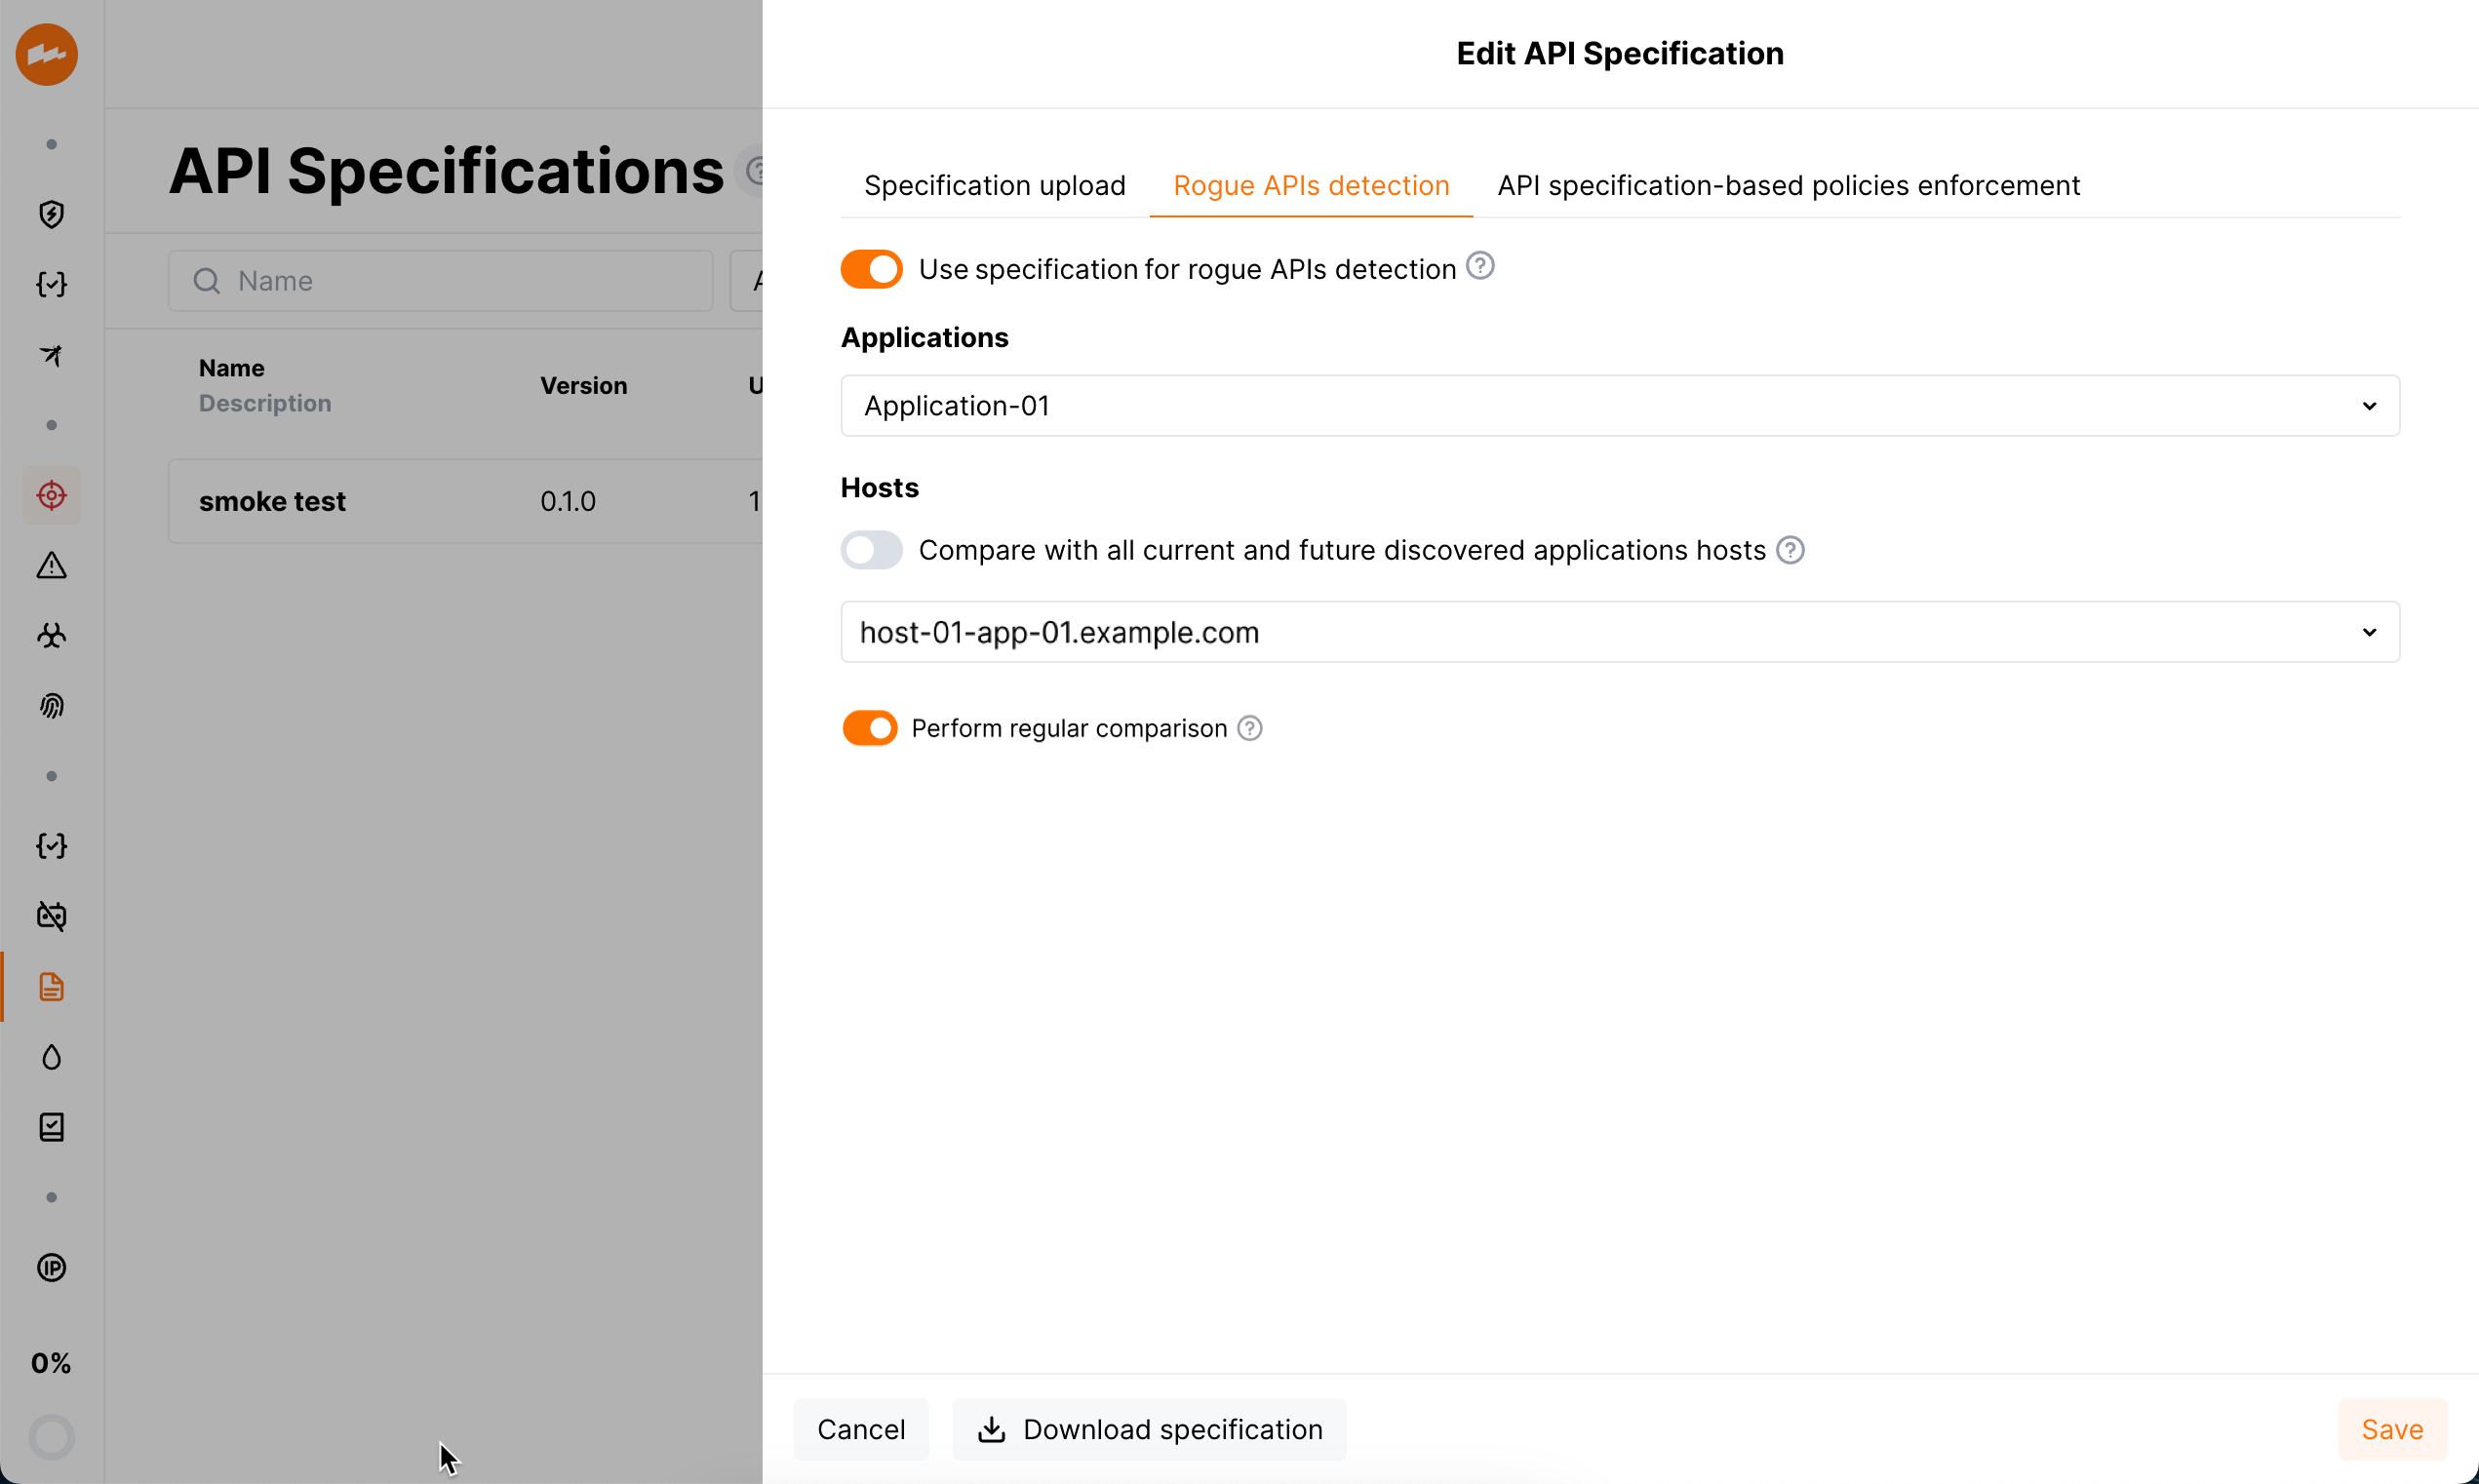 Edit API Specification
API Specifications
Specification upload
Rogue APIs detection
API specification-based policies enforcement
Use specification for rogue APIs detection
Name
Applications
Application-01
Name
Description
Version
U
Hosts
smoke test
0.1.0
1
Compare with all current and future discovered applications hosts
host-01-app-01.example.com
Perform regular comparison
IP
0%
Cancel
Download specification
Save